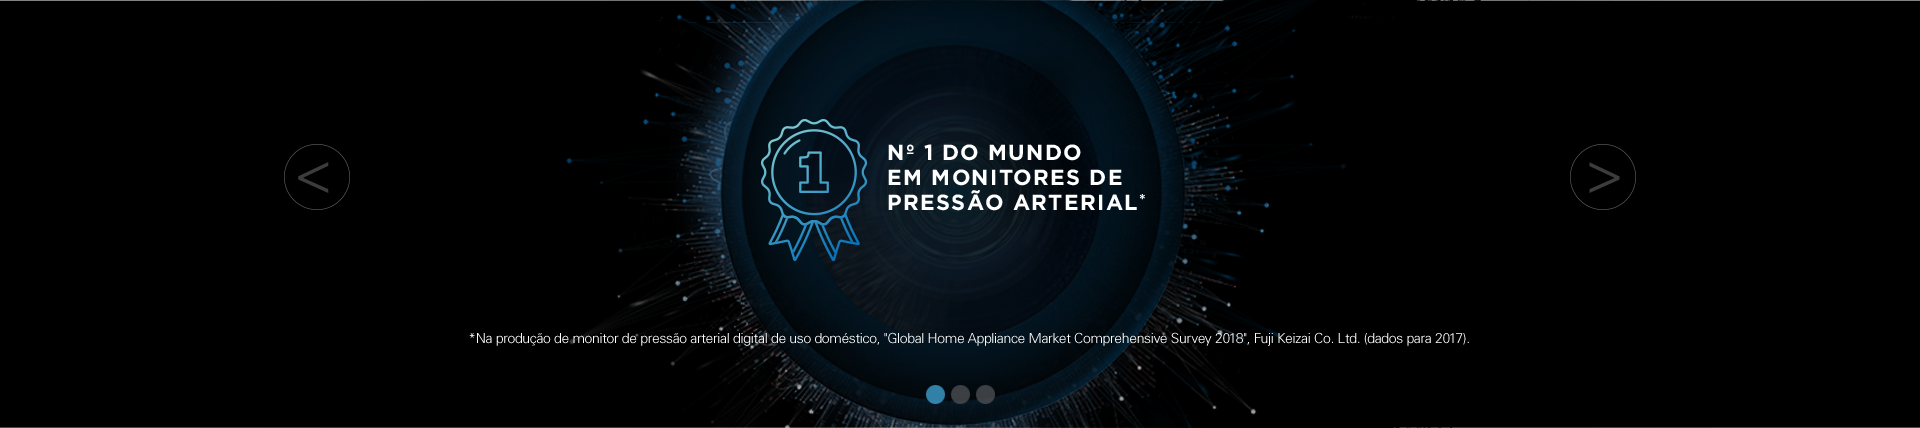 1
Nº 1 DO MUNDO
EM MONITORES DE
PRESSÃO ARTERIAL*
< >
*Na produção de monitor de pressão arterial digital de uso doméstico, "Global Home Appliance Market Comprehensive Survey 2018", Fuji Keizai Co. Ltd. (dados para 2017).